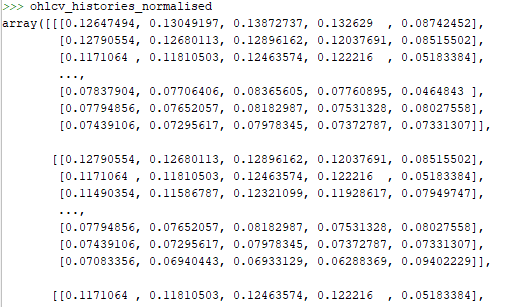 >>> ohlcv_histories_normalised
array([[[0.12647494, 0.13049197, 0.13872737, 0.132629  , 0.08742452],
        [0.12790554, 0.12680113, 0.12896162, 0.12037691, 0.08515502],
        [0.1171064 , 0.11810503, 0.12463574, 0.122216  , 0.05183384],
        ...,
        [0.07837904, 0.07706406, 0.08365605, 0.07760895, 0.0464843 ],
        [0.07794856, 0.07652057, 0.08182987, 0.07531328, 0.08027558],
        [0.07439106, 0.07295617, 0.07978345, 0.07372787, 0.07331307]],
       [[0.12790554, 0.12680113, 0.12896162, 0.12037691, 0.08515502],
        [0.1171064 , 0.11810503, 0.12463574, 0.122216  , 0.05183384],
        [0.11490354, 0.11586787, 0.12321099, 0.11928617, 0.07949747],
        ...,
        [0.07794856, 0.07652057, 0.08182987, 0.07531328, 0.08027558],
        [0.07439106, 0.07295617, 0.07978345, 0.07372787, 0.07331307],
        [0.07083356, 0.06940443, 0.06933129, 0.06288369, 0.09402229]],
       [[0.1171064 , 0.11810503, 0.12463574, 0.122216  , 0.05183384],